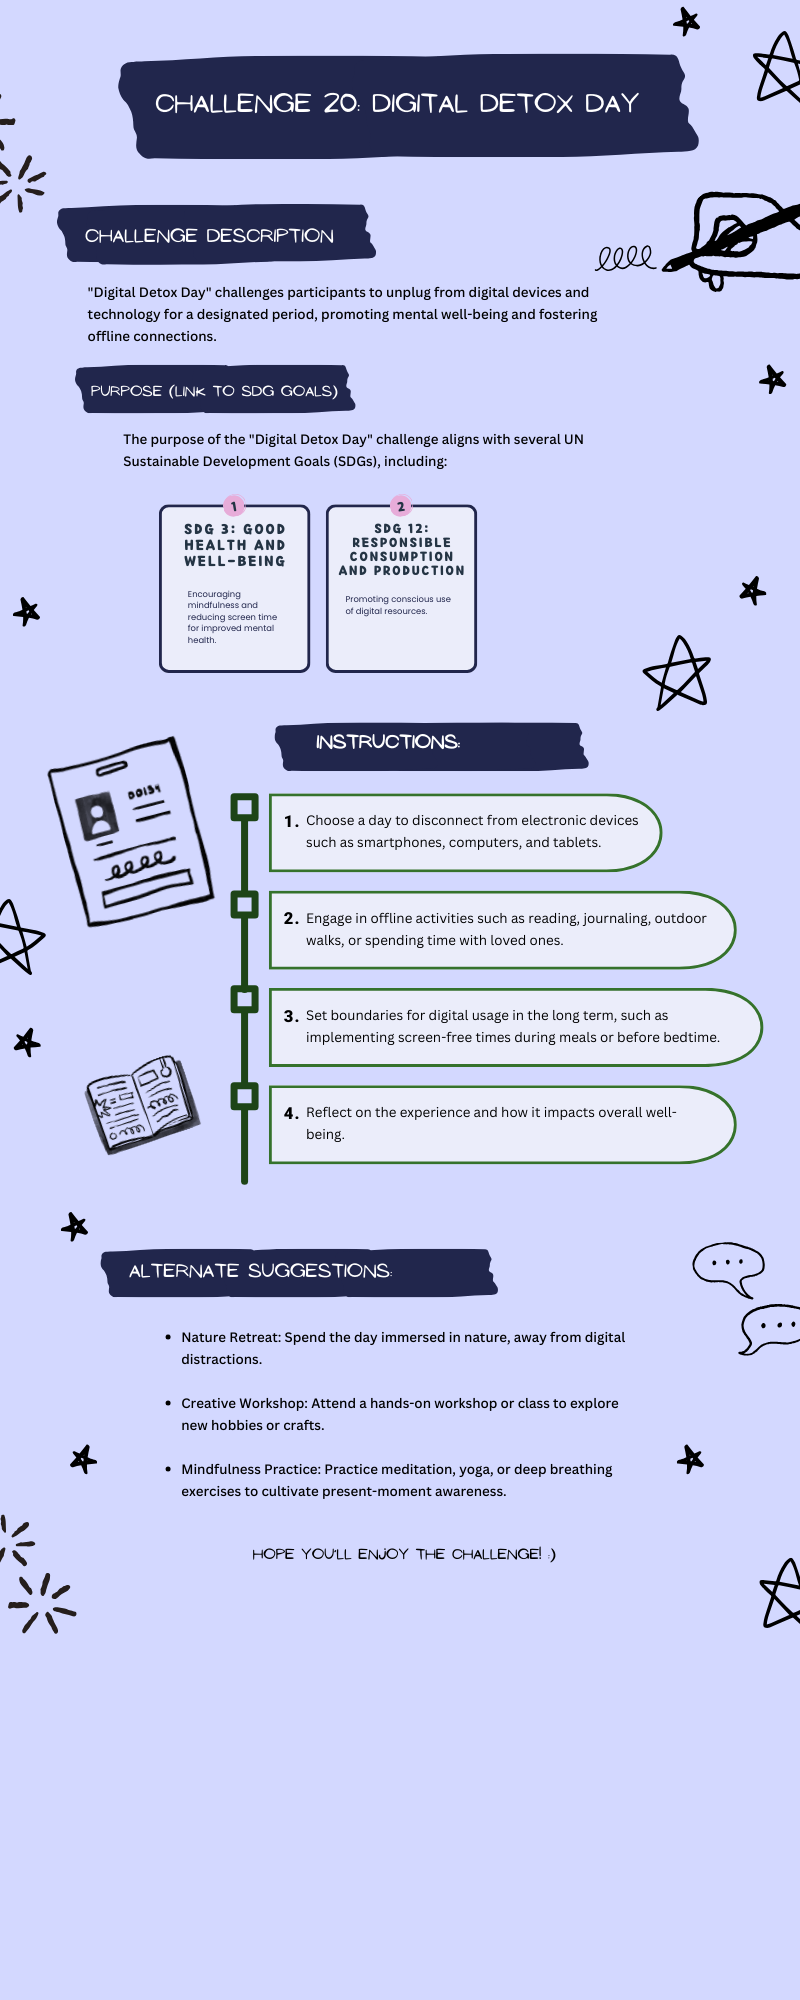 CHALLENGE 20: DIGITAL DETOX DAY
CHALLENGE DESCRIPTION
"Digital Detox Day" challenges participants to unplug from digital devices and
technology for a designated period, promoting mental well-being and fostering
offline connections.
PURPOSE (LINK TO SDG GOALS)
The purpose of the "Digital Detox Day" challenge aligns with several UN
Sustainable Development Goals (SDGs), including:
1
SDG 3: GOOD
HEALTH AND
WELL-BEING
Encouraging
mindfulness and
reducing screen time
for improved mental
health.
2
SDG 12:
RESPONSIBLE
CONSUMPTION
AND PRODUCTION
Promoting conscious use
of digital resources.
INSTRUCTIONS:
1. Choose a day to disconnect from electronic devices
such as smartphones, computers, and tablets.
2. Engage in offline activities such as reading, journaling, outdoor
walks, or spending time with loved ones.
3. Set boundaries for digital usage in the long term, such as
implementing screen-free times during meals or before bedtime.
4. Reflect on the experience and how it impacts overall well-
being.
ALTERNATE SUGGESTIONS:
• Nature Retreat: Spend the day immersed in nature, away from digital
distractions.
• Creative Workshop: Attend a hands-on workshop or class to explore
new hobbies or crafts.
• Mindfulness Practice: Practice meditation, yoga, or deep breathing
exercises to cultivate present-moment awareness.
HOPE YOU'LL ENJOY THE CHALLENGE! :)